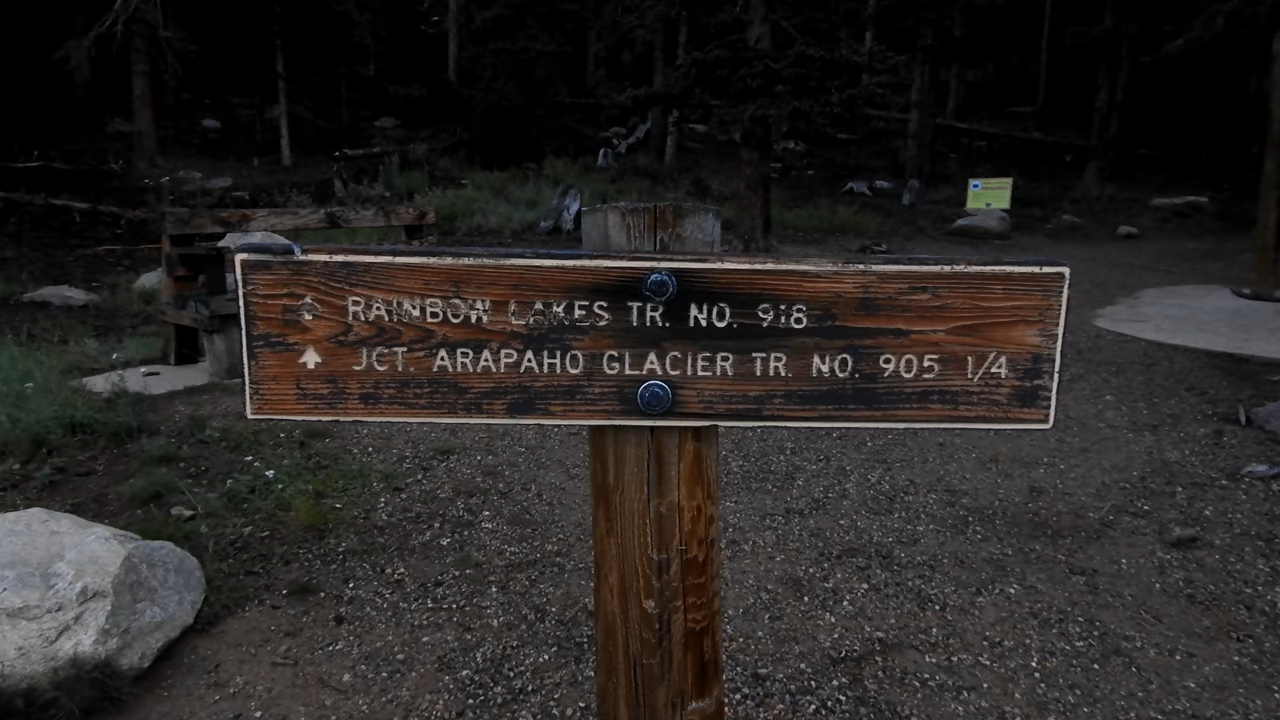 RAINBOW LAKES TR. NO. 918
JCT. ARAPAHO GLACIER TR. NO. 905 1/4